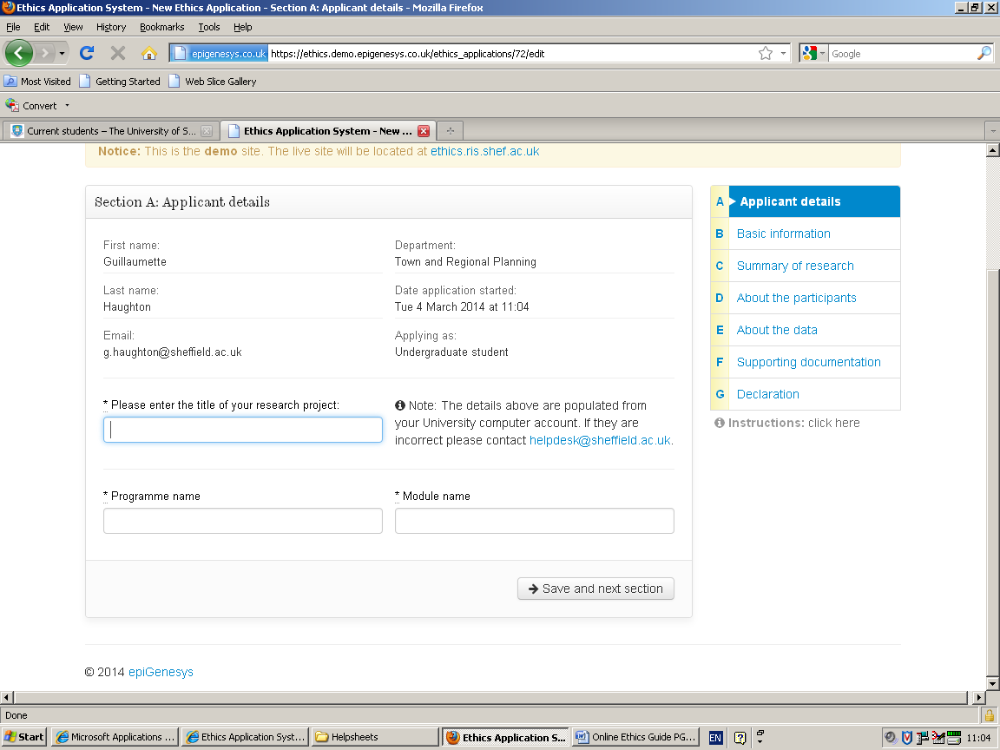 Ethics Application System - New Ethics Application - Section A: Applicant details - Mozilla Firefox
File Edit View History Bookmarks Tools Help
epigenesys.co.uk https://ethics.demo.epigenesys.co.uk/ethics_applications/72/edit Google
Most Visited Getting Started Web Slice Gallery
Convert
Current students – The University of S... Ethics Application System - New ...
Notice: This is the demo site. The live site will be located at ethics.ris.shef.ac.uk
Section A: Applicant details
First name:
Guillaumette
Department:
Town and Regional Planning
Last name:
Haughton
Date application started:
Tue 4 March 2014 at 11:04
Email:
g.haughton@sheffield.ac.uk
Applying as:
Undergraduate student
* Please enter the title of your research project:
Note: The details above are populated from
your University computer account. If they are
incorrect please contact helpdesk@sheffield.ac.uk.
* Programme name
* Module name
Save and next section
A Applicant details
B Basic information
C Summary of research
D About the participants
E About the data
F Supporting documentation
G Declaration
Instructions: click here
© 2014 epiGenesys
Done
Start Microsoft Applications ... Ethics Application Syst... Helpsheets Ethics Application S... Online Ethics Guide PG... EN 11:04